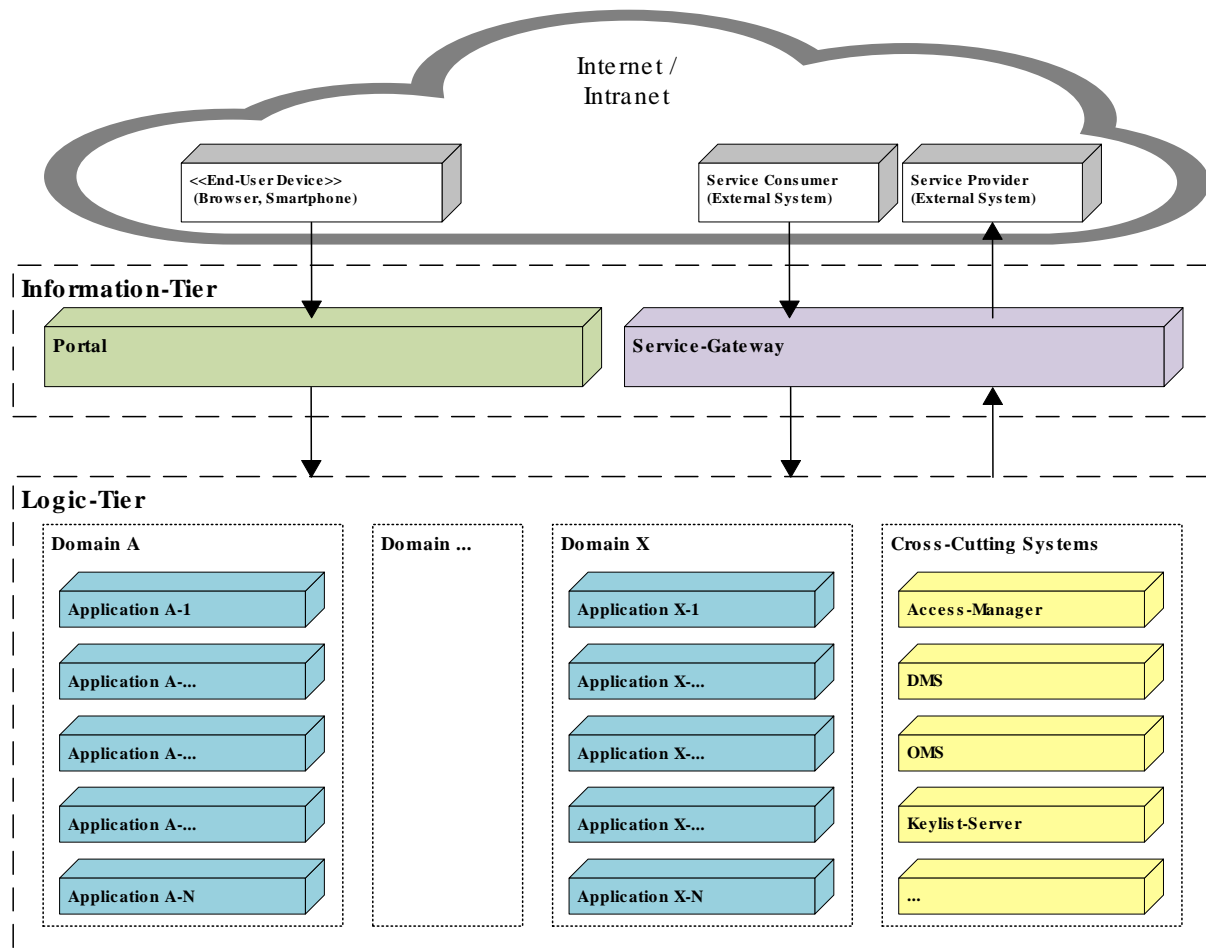 Internet /
Intranet
<<End-User Device>>
(Browser, Smartphone)
Service Consumer
(External System)
Service Provider
(External System)
Information-Tier
Portal
Service-Gateway
Logic-Tier
Domain A
Application A-1
Application A-...
Application A-...
Application A-...
Application A-N
Domain ...
Domain X
Application X-1
Application X-...
Application X-...
Application X-...
Application X-N
Cross-Cutting Systems
Access-Manager
DMS
OMS
Keylist-Server
...